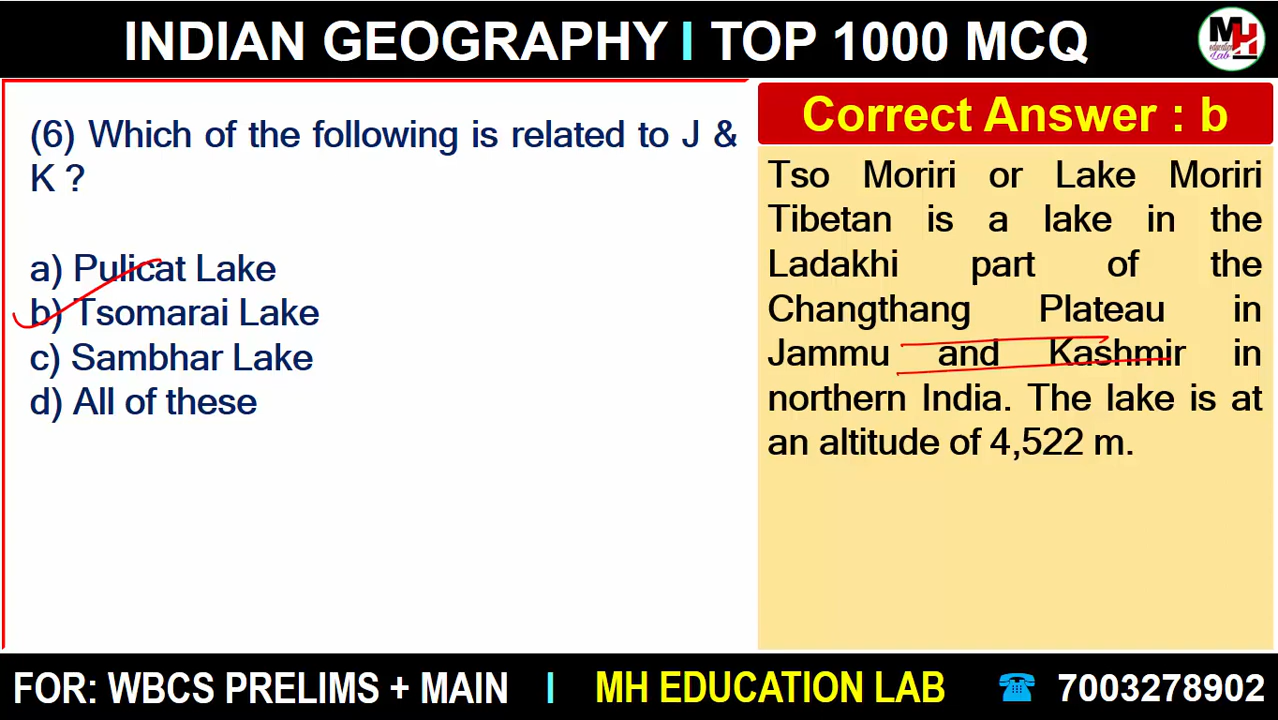 INDIAN GEOGRAPHY I TOP 1000 MCQ
MH
education
Lab
(6) Which of the following is related to J &
K ?
a) Pulicat Lake
b) Tsomarai Lake
c) Sambhar Lake
d) All of these
Correct Answer : b
Tso Moriri or Lake Moriri
Tibetan is a lake in the
Ladakhi part of the
Changthang Plateau in
Jammu and Kashmir in
northern India. The lake is at
an altitude of 4,522 m.
FOR: WBCS PRELIMS + MAIN I MH EDUCATION LAB ☎ 7003278902